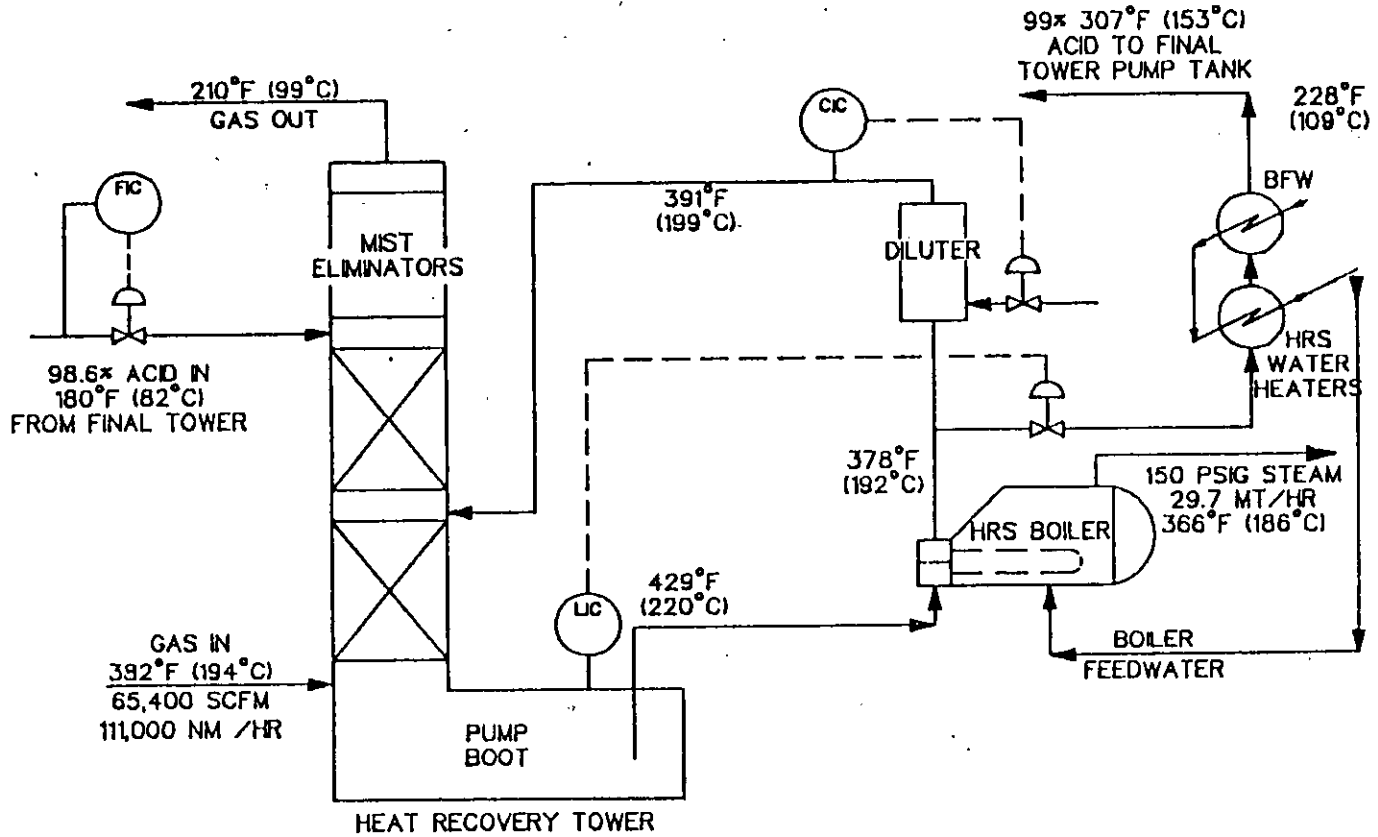 99% 307°F (153°C)
ACID TO FINAL
TOWER PUMP TANK
210°F (99°C)
GAS OUT
228°F
(109°C)
CIC
FIC
391°F
(199°C)
BFW
MIST
ELIMINATORS
DILUTER
98.6% ACID IN
180°F (82°C)
FROM FINAL TOWER
HRS
WATER
HEATERS
378°F
(192°C)
150 PSIG STEAM
29.7 MT/HR
366°F (186°C)
HRS BOILER
429°F
(220°C)
LIC
GAS IN
382°F (194°C)
65,400 SCFM
111,000 NM /HR
BOILER
FEEDWATER
PUMP
BOOT
HEAT RECOVERY TOWER